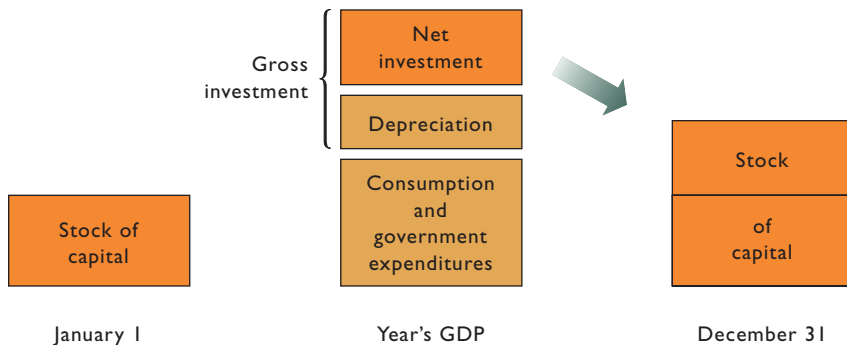 Net
investment
Gross
investment
Depreciation
Consumption
and
government
expenditures
Stock of
capital
Stock
of
capital
January 1
Year's GDP
December 31